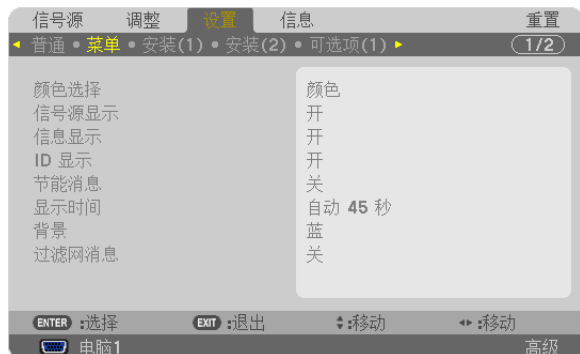 信号源 调整 设置 信息 重置
普通 • 菜单 • 安装(1) • 安装(2) • 可选项(1) 1/2
颜色选择 颜色
信号源显示 开
信息显示 开
ID 显示 开
节能消息 关
显示时间 自动 45 秒
背景 蓝
过滤网消息 关
ENTER :选择 EXIT :退出 :移动 :移动
电脑1 高级